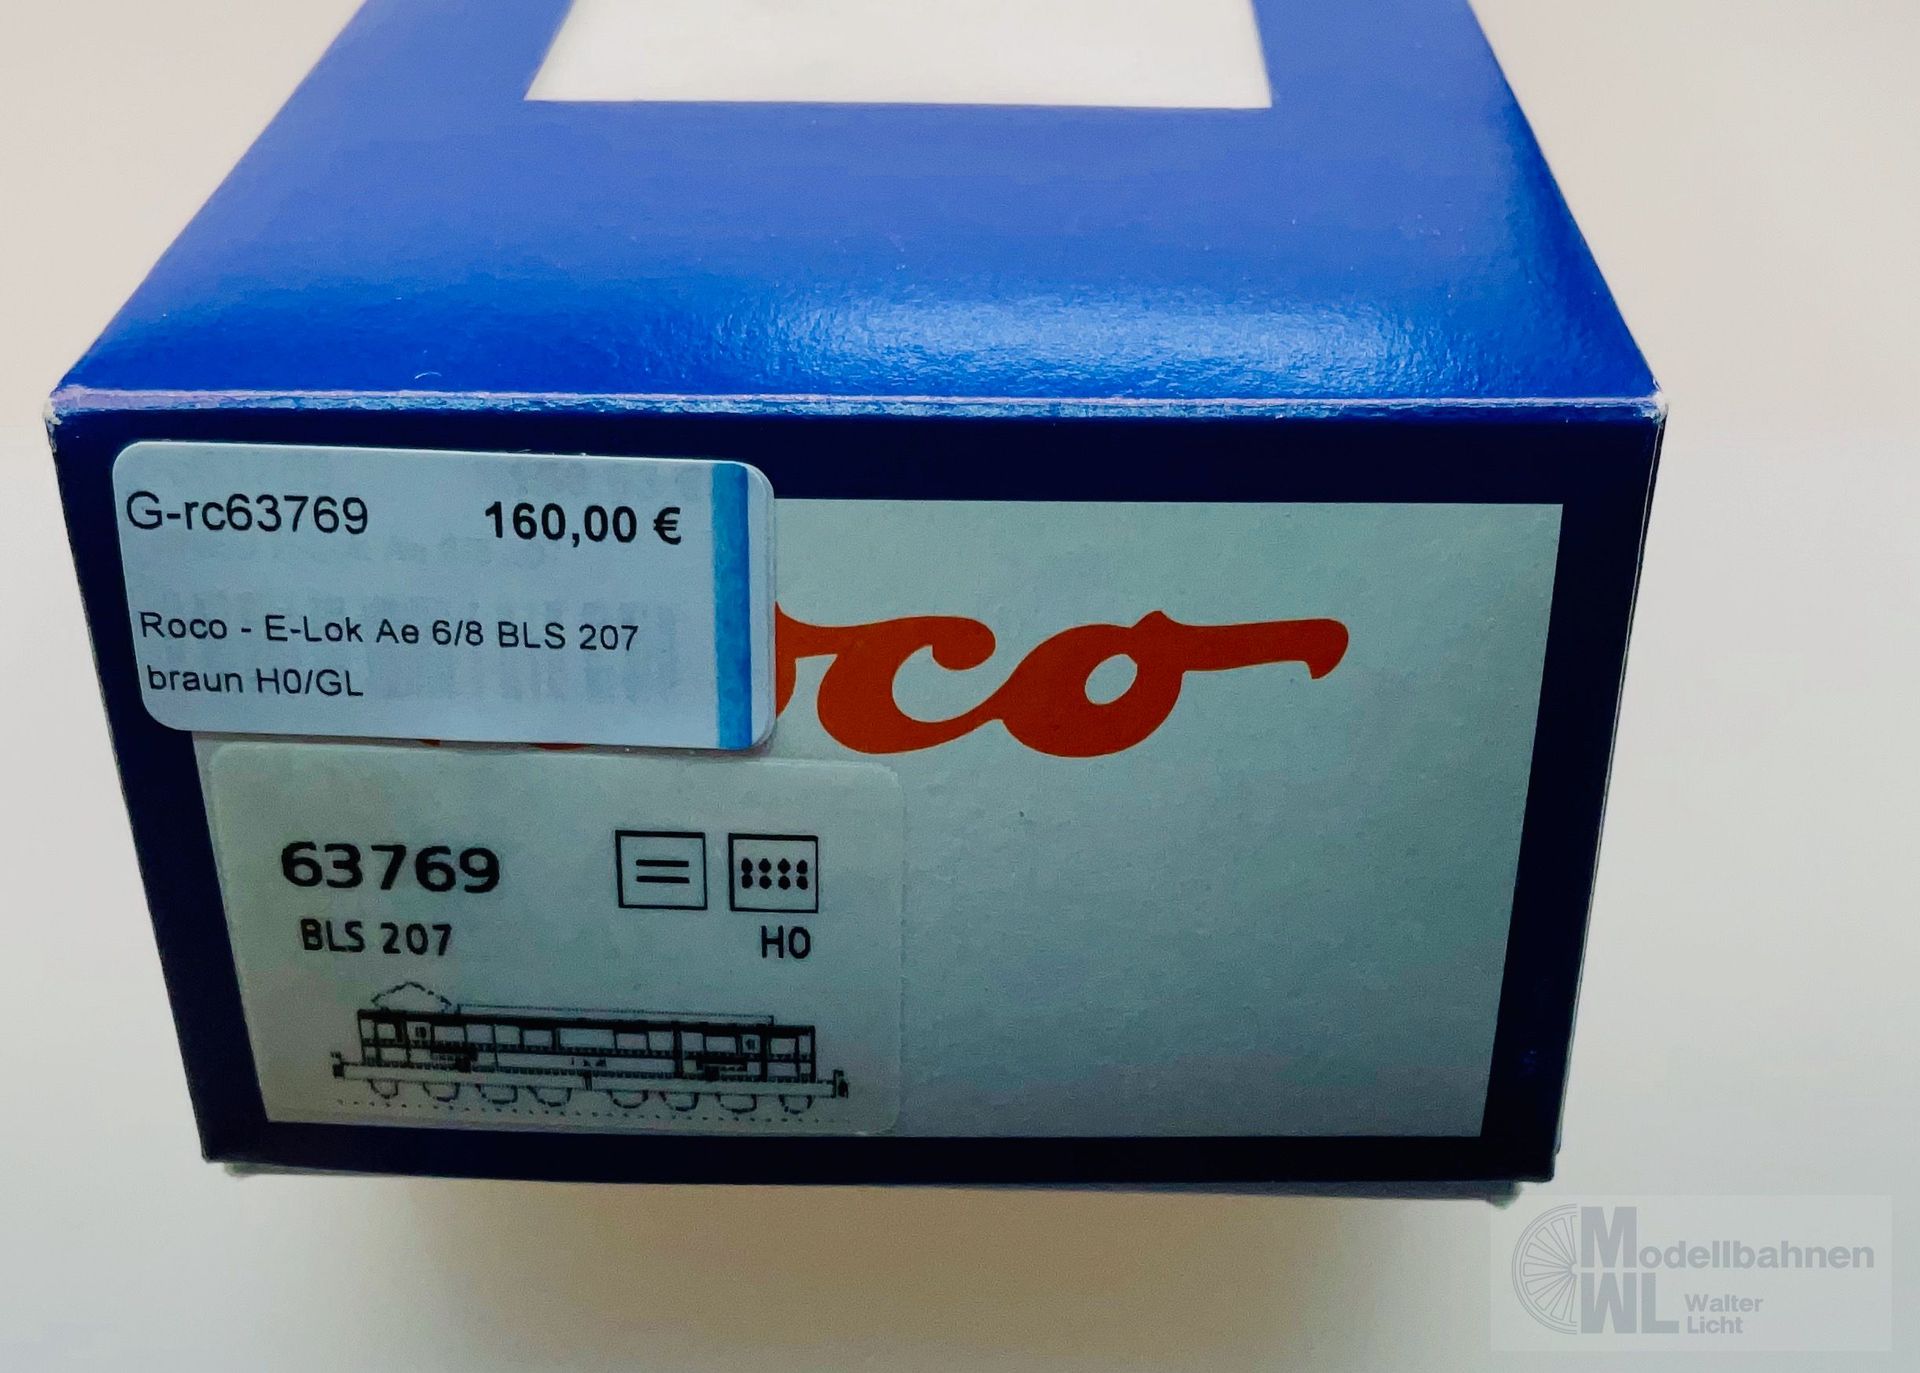 G-rc63769 160,00 €
Roco - E-Lok Ae 6/8 BLS 207
braun H0/GL
63769
BLS 207 H0
Modellbahnen
WL Walter
Licht